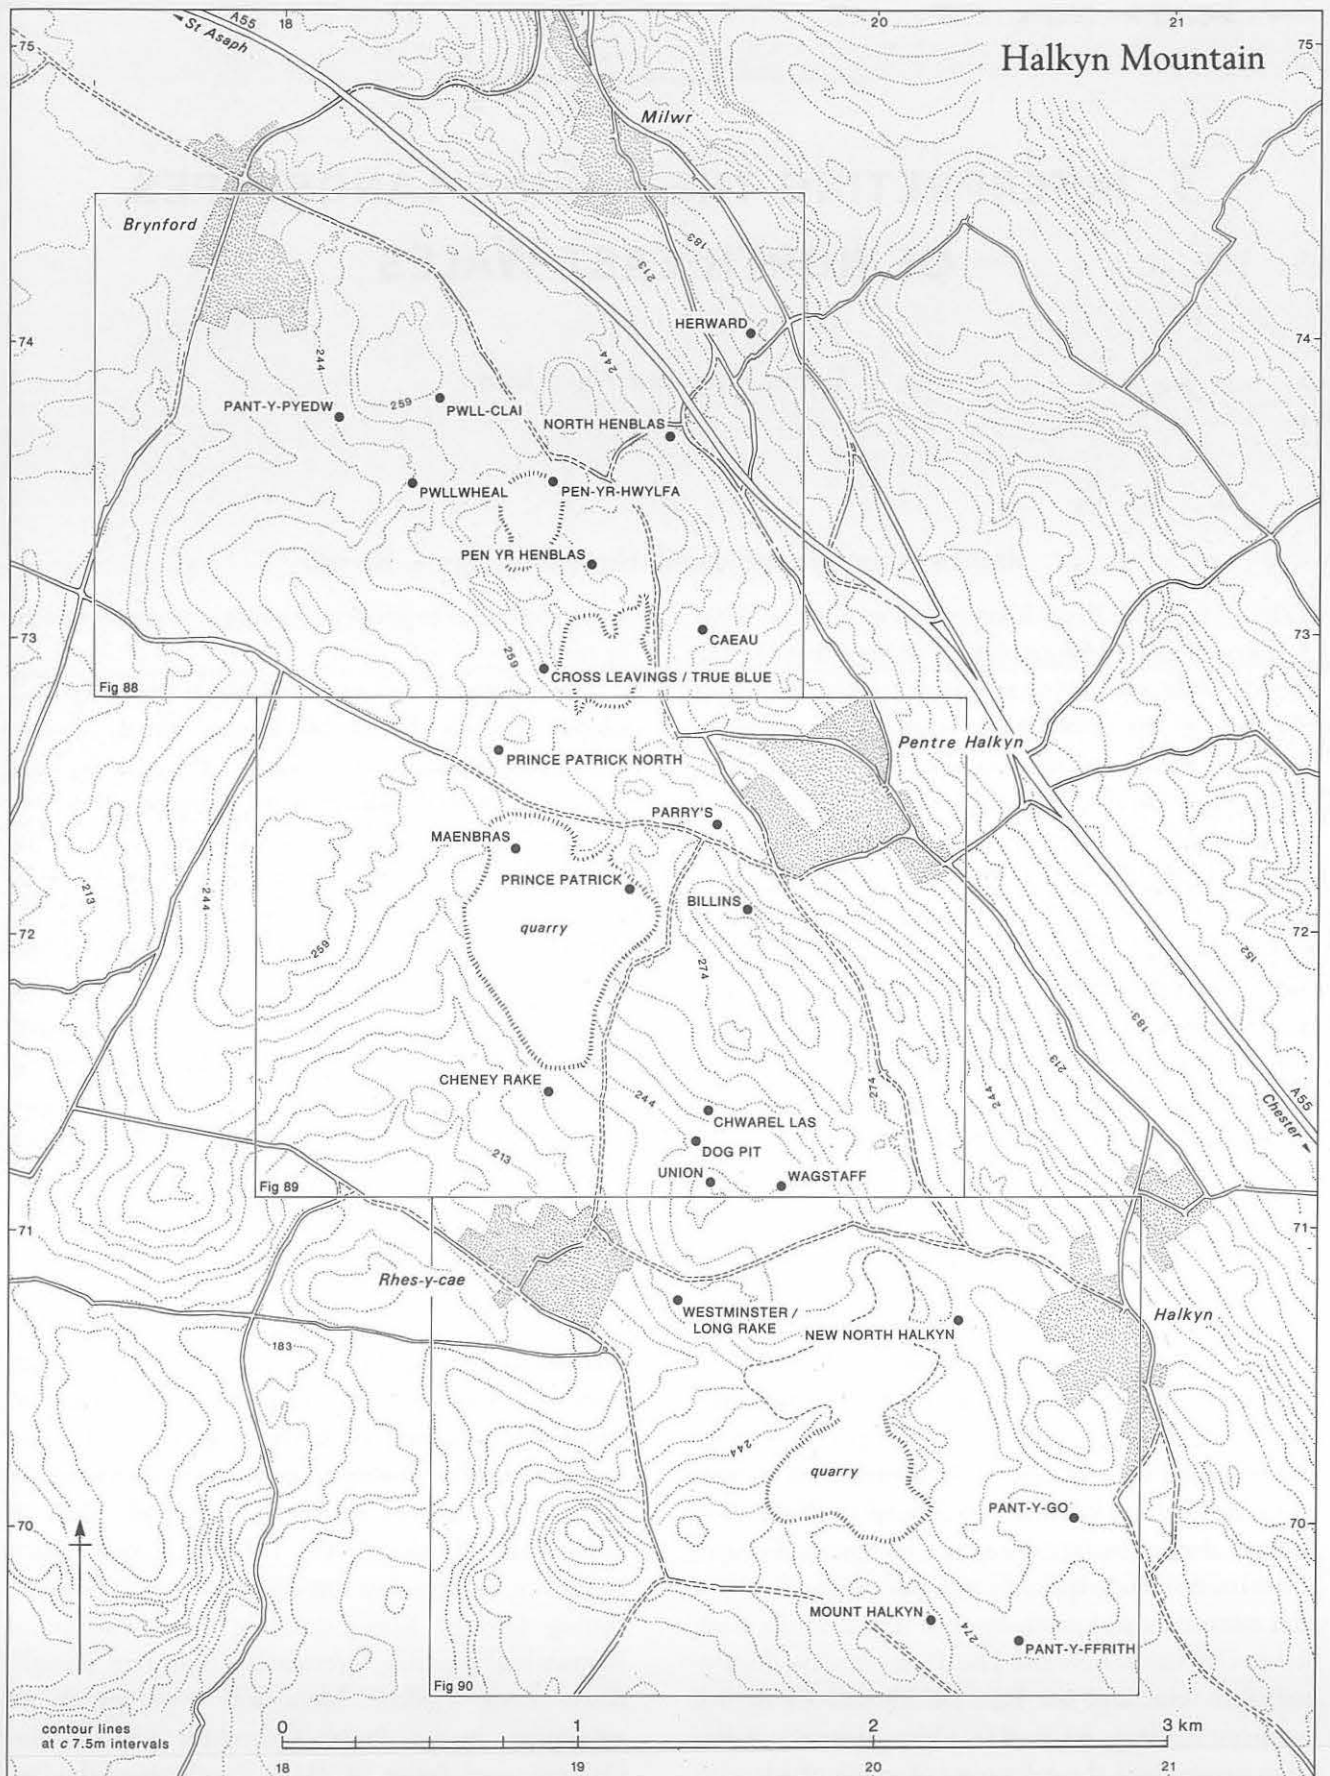 A55
18
20
21
St Asaph
75
75
Halkyn Mountain
Milwr
Brynford
183
213
HERWARD
74
74
244
244
PANT-Y-PYEDW
259
PWLL-CLAI
NORTH HENBLAS
PWLLWHEAL
PEN-YR-HWYLFA
PEN YR HENBLAS
73
73
CAEAU
259
CROSS LEAVINGS / TRUE BLUE
Fig 88
Pentre Halkyn
PRINCE PATRICK NORTH
PARRY'S
MAENBRAS
PRINCE PATRICK
BILLINS
213
244
quarry
72
72
259
274
152
183
213
CHENEY RAKE
244
274
244
A55
Chester
CHWAREL LAS
DOG PIT
213
UNION
WAGSTAFF
Fig 89
71
71
Rhes-y-cae
WESTMINSTER /
LONG RAKE
NEW NORTH HALKYN
Halkyn
183
244
quarry
PANT-Y-GO
70
70
MOUNT HALKYN
274
PANT-Y-FFRITH
Fig 90
contour lines
at c 7.5m intervals
0
1
2
3 km
18
19
20
21